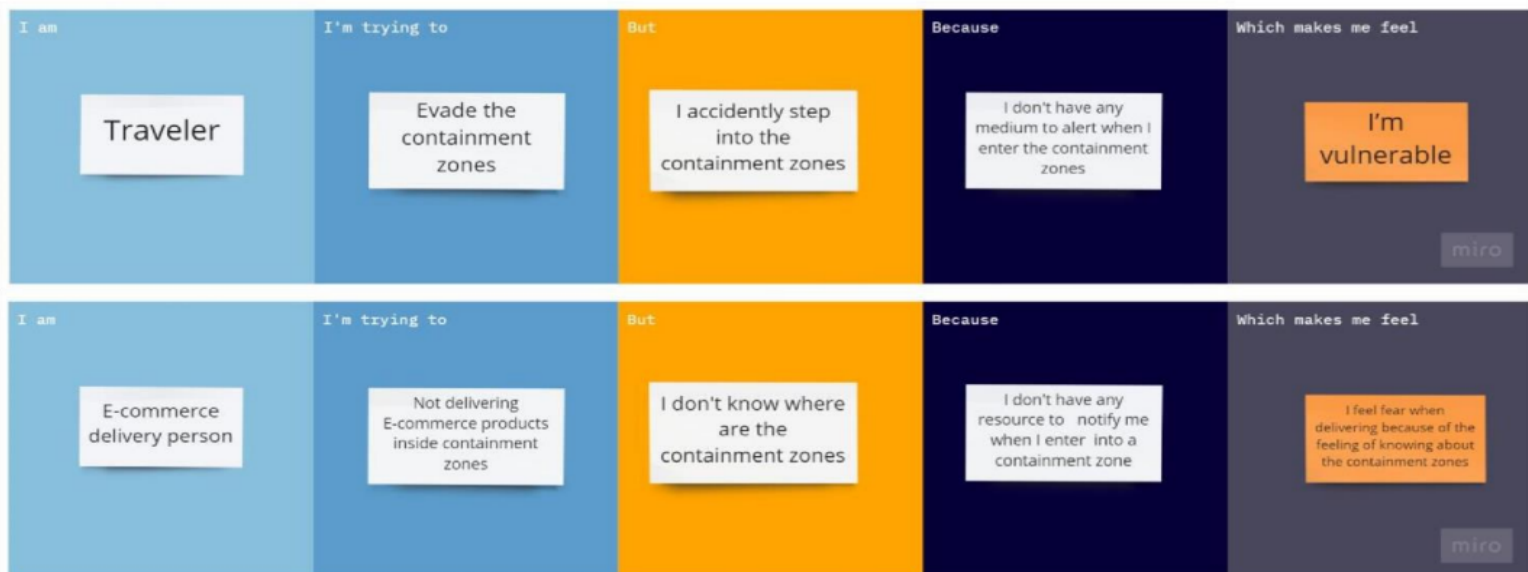 I am
Traveler
I'm trying to
Evade the
containment
zones
But
I accidently step
into the
containment zones
Because
I don't have any
medium to alert when I
enter the containment
zones
Which makes me feel
I'm
vulnerable
miro
I am
E-commerce
delivery person
I'm trying to
Not delivering
E-commerce products
inside containment
zones
But
I don't know where
are the
containment zones
Because
I don't have any
resource to notify me
when I enter into a
containment zone
Which makes me feel
I feel fear when
delivering because of the
feeling of knowing about
the containment zones
miro